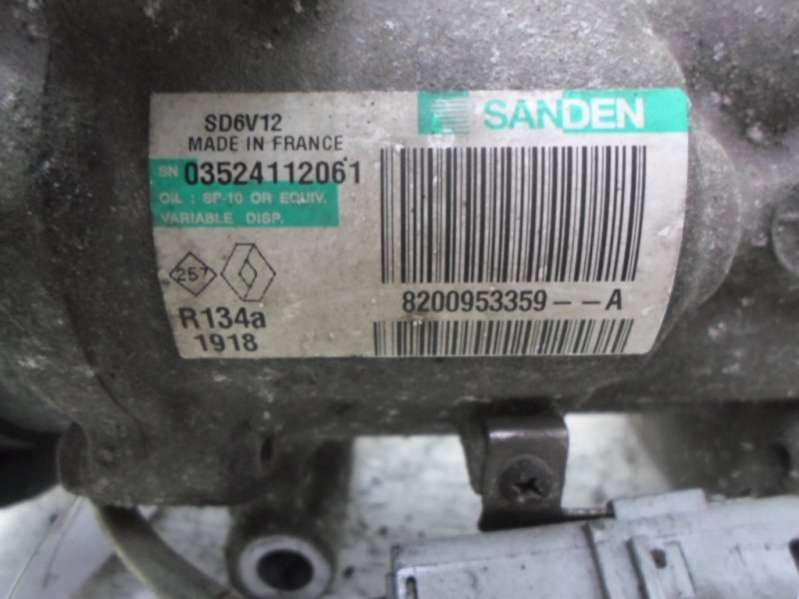 SANDEN
SD6V12
MADE IN FRANCE
SN 03524112061
OIL : SP-10 OR EQUIV.
VARIABLE DISP.
257
8200953359--A
R134a
1918